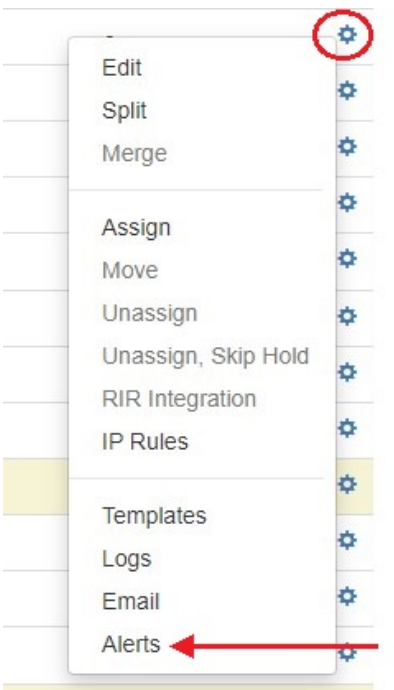 Edit
Split
Merge
Assign
Move
Unassign
Unassign, Skip Hold
RIR Integration
IP Rules
Templates
Logs
Email
Alerts